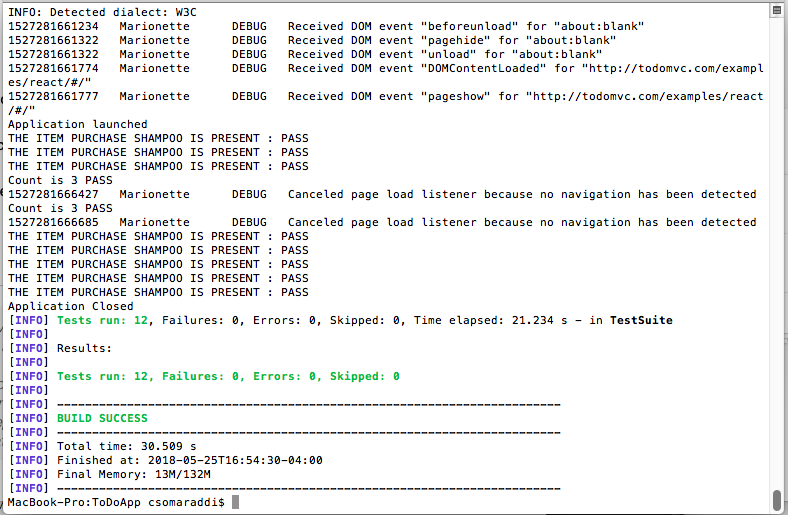 INFO: Detected dialect: W3C
1527281661234   Marionette      DEBUG   Received DOM event "beforeunload" for "about:blank"
1527281661322   Marionette      DEBUG   Received DOM event "pagehide" for "about:blank"
1527281661322   Marionette      DEBUG   Received DOM event "unload" for "about:blank"
1527281661774   Marionette      DEBUG   Received DOM event "DOMContentLoaded" for "http://todomvc.com/exampl
es/react/#/"
1527281661777   Marionette      DEBUG   Received DOM event "pageshow" for "http://todomvc.com/examples/react
/#/"
Application launched
THE ITEM PURCHASE SHAMPOO IS PRESENT : PASS
THE ITEM PURCHASE SHAMPOO IS PRESENT : PASS
THE ITEM PURCHASE SHAMPOO IS PRESENT : PASS
Count is 3 PASS
1527281666427   Marionette      DEBUG   Canceled page load listener because no navigation has been detected
Count is 3 PASS
1527281666685   Marionette      DEBUG   Canceled page load listener because no navigation has been detected
THE ITEM PURCHASE SHAMPOO IS PRESENT : PASS
THE ITEM PURCHASE SHAMPOO IS PRESENT : PASS
THE ITEM PURCHASE SHAMPOO IS PRESENT : PASS
THE ITEM PURCHASE SHAMPOO IS PRESENT : PASS
THE ITEM PURCHASE SHAMPOO IS PRESENT : PASS
Application Closed
[INFO] Tests run: 12, Failures: 0, Errors: 0, Skipped: 0, Time elapsed: 21.234 s - in TestSuite
[INFO]
[INFO] Results:
[INFO]
[INFO] Tests run: 12, Failures: 0, Errors: 0, Skipped: 0
[INFO]
[INFO] ------------------------------------------------------------------------
[INFO] BUILD SUCCESS
[INFO] ------------------------------------------------------------------------
[INFO] Total time: 30.509 s
[INFO] Finished at: 2018-05-25T16:54:30-04:00
[INFO] Final Memory: 13M/132M
[INFO] ------------------------------------------------------------------------
MacBook-Pro:ToDoApp csomaraddi$